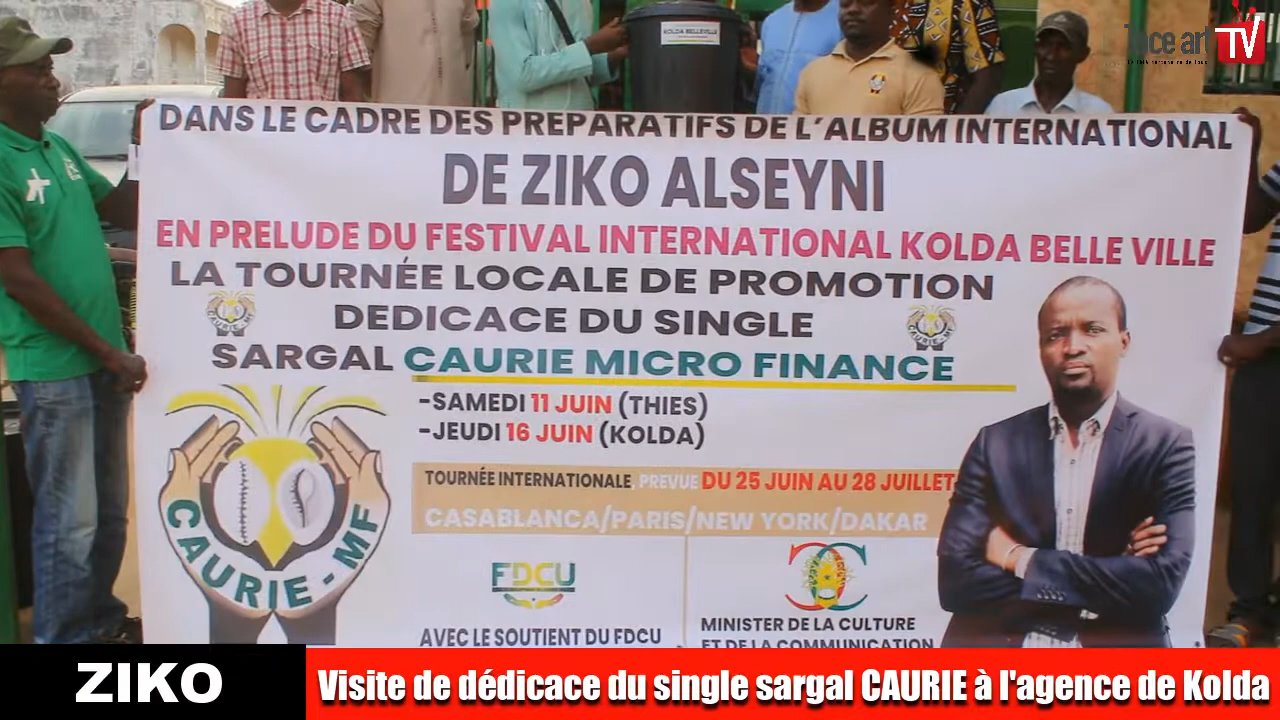 KOLDA BELLEVILLE
TV
DANS LE CADRE DES PREPARATIFS DE L'ALBUM INTERNATIONAL
DE ZIKO ALSEYNI
EN PRELUDE DU FESTIVAL INTERNATIONAL KOLDA BELLE VILLE
LA TOURNÉE LOCALE DE PROMOTION
DEDICACE DU SINGLE
SARGAL CAURIE MICRO FINANCE
CAURIE-MF
CAURIE-MF
-SAMEDI 11 JUIN (THIES)
-JEUDI 16 JUIN (KOLDA)
TOURNÉE INTERNATIONALE, PREVUE DU 25 JUIN AU 28 JUILLET
CASABLANCA/PARIS/NEW YORK/DAKAR
CAURIE - MF
FDCU
AVEC LE SOUTIENT DU FDCU
MINISTER DE LA CULTURE
ET DE LA COMMUNICATION
ZIKO
Visite de dédicace du single sargal CAURIE à l'agence de Kolda